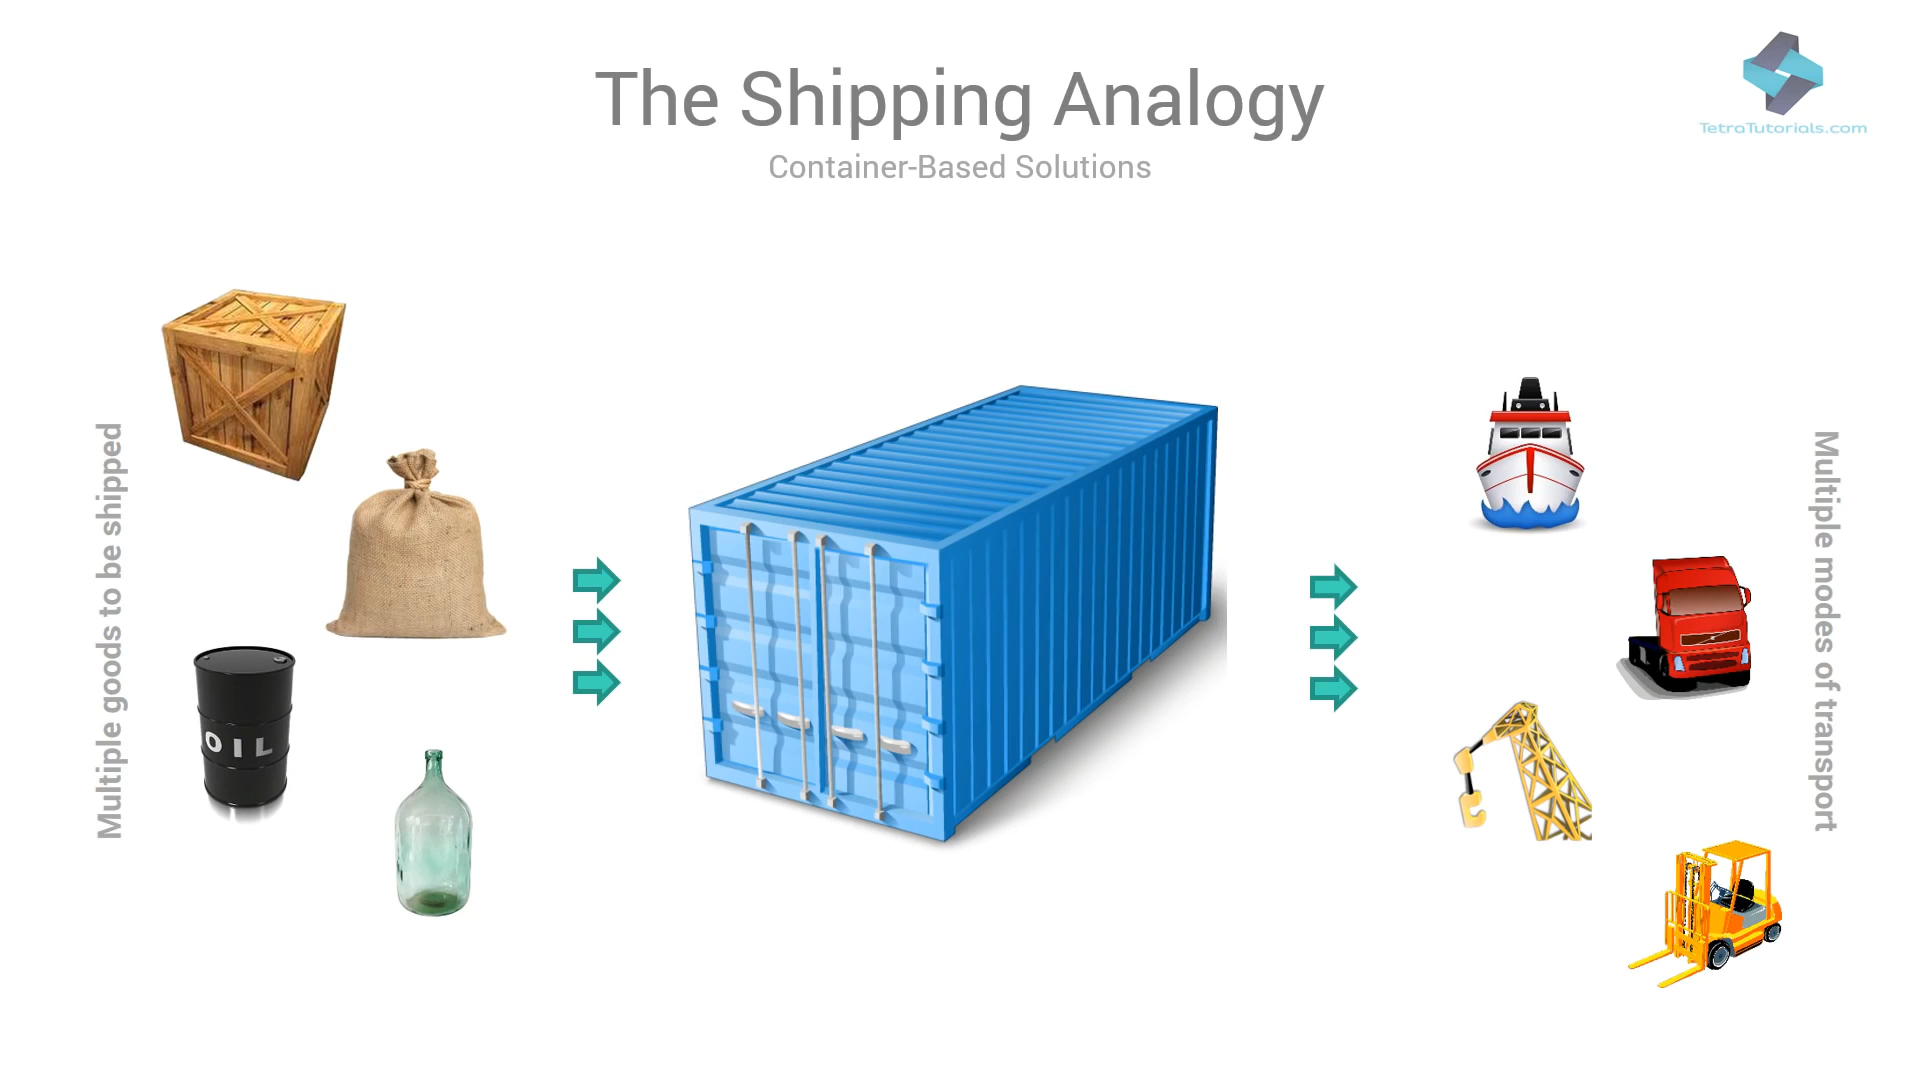 The Shipping Analogy
Container-Based Solutions
TetraTutorials.com
Multiple goods to be shipped
OIL
Multiple modes of transport